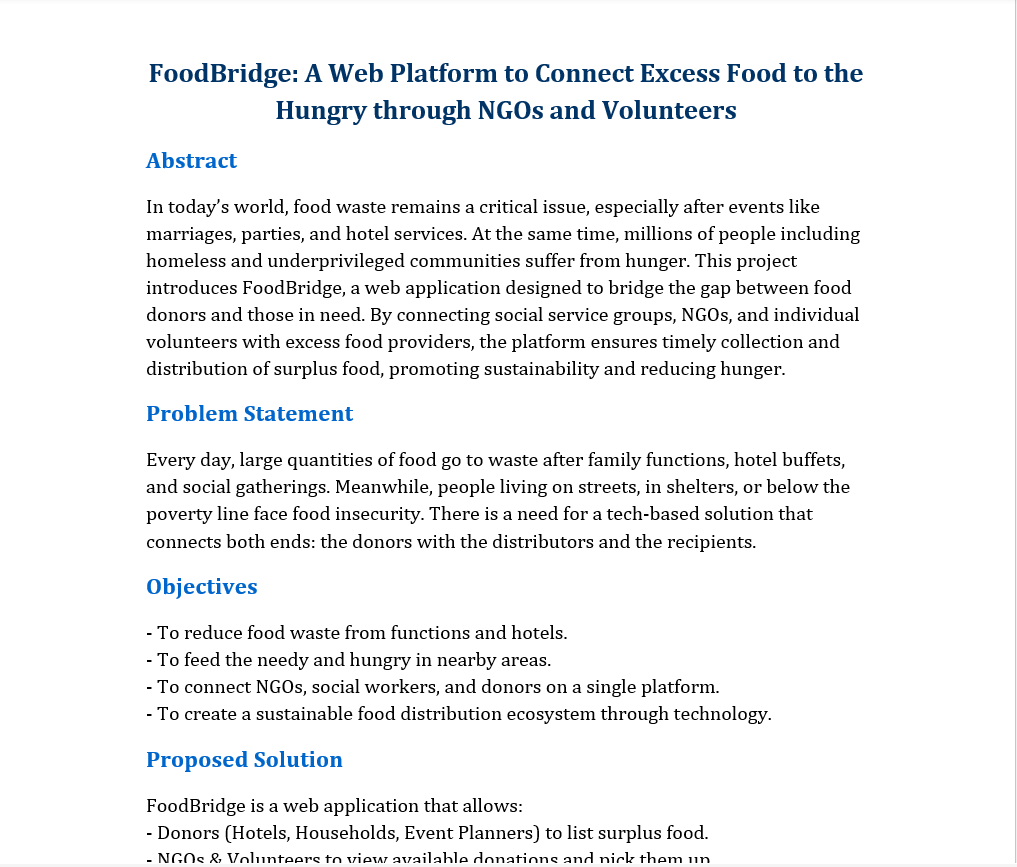 FoodBridge: A Web Platform to Connect Excess Food to the
Hungry through NGOs and Volunteers
Abstract
In today’s world, food waste remains a critical issue, especially after events like
marriages, parties, and hotel services. At the same time, millions of people including
homeless and underprivileged communities suffer from hunger. This project
introduces FoodBridge, a web application designed to bridge the gap between food
donors and those in need. By connecting social service groups, NGOs, and individual
volunteers with excess food providers, the platform ensures timely collection and
distribution of surplus food, promoting sustainability and reducing hunger.
Problem Statement
Every day, large quantities of food go to waste after family functions, hotel buffets,
and social gatherings. Meanwhile, people living on streets, in shelters, or below the
poverty line face food insecurity. There is a need for a tech-based solution that
connects both ends: the donors with the distributors and the recipients.
Objectives
- To reduce food waste from functions and hotels.
- To feed the needy and hungry in nearby areas.
- To connect NGOs, social workers, and donors on a single platform.
- To create a sustainable food distribution ecosystem through technology.
Proposed Solution
FoodBridge is a web application that allows:
- Donors (Hotels, Households, Event Planners) to list surplus food.
- NGOs & Volunteers to view available donations and pick them up